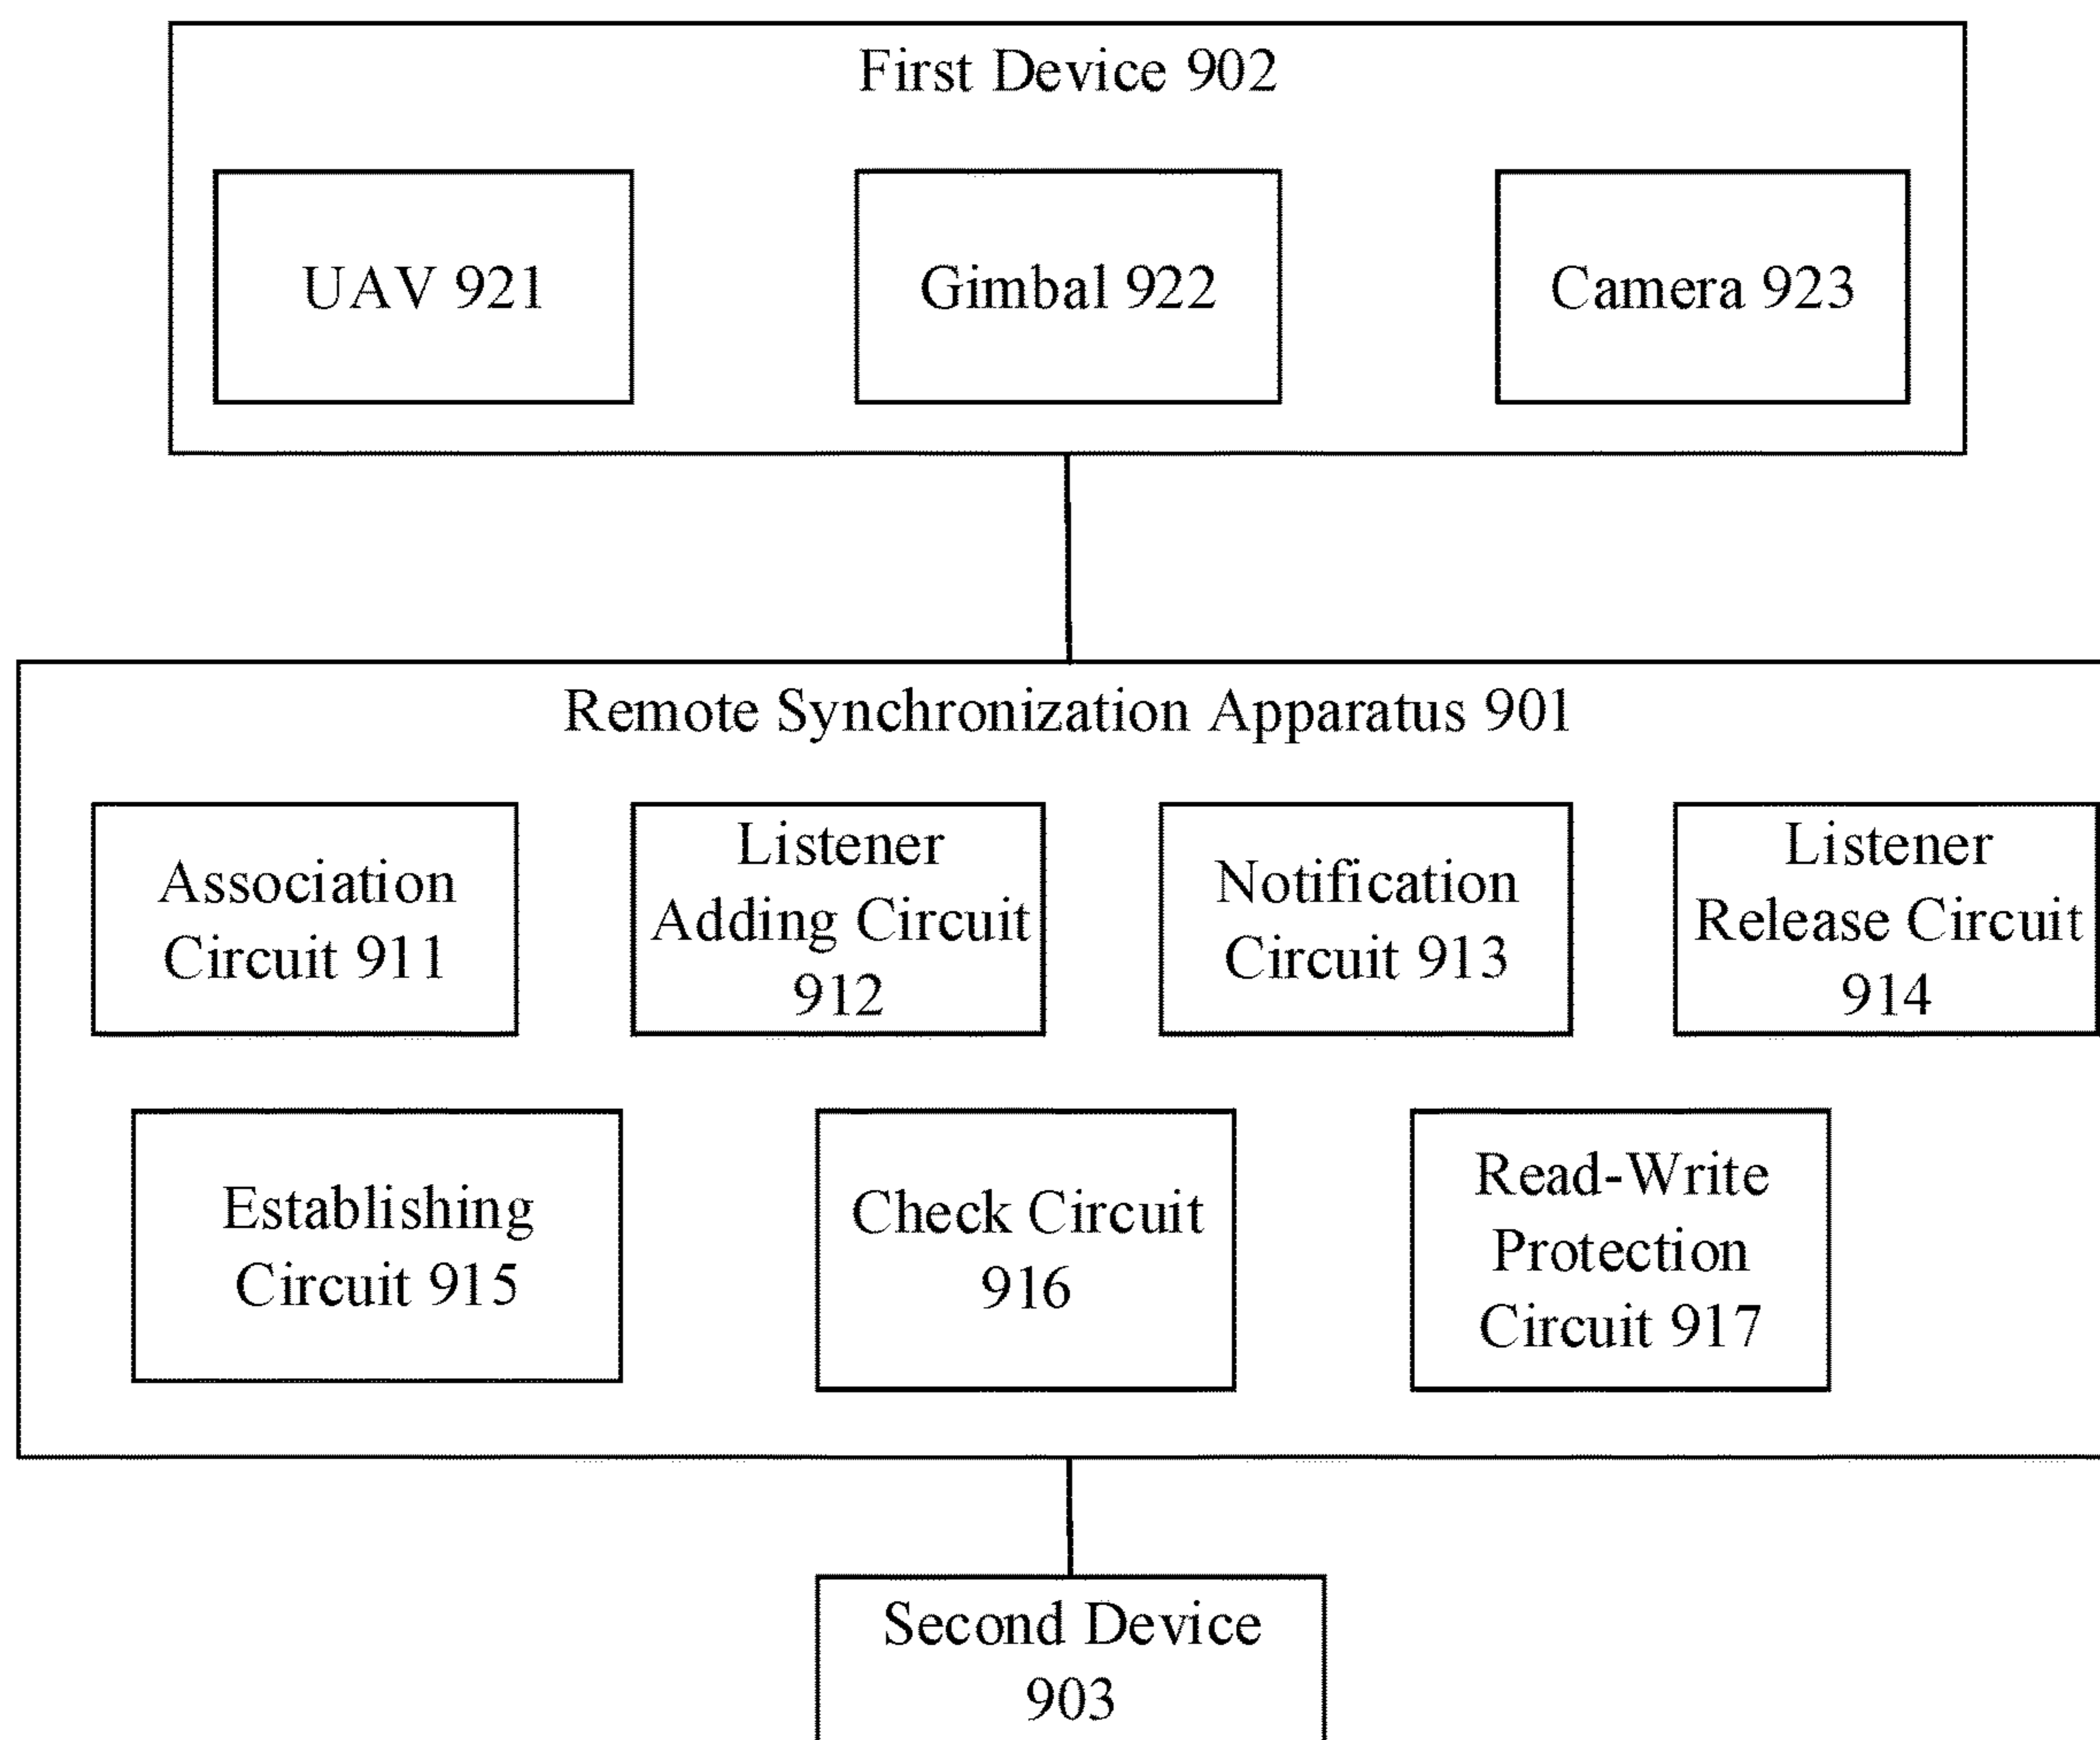 First Device 902
UAV 921
Gimbal 922
Camera 923
Remote Synchronization Apparatus 901
Association
Circuit 911
Listener
Adding Circuit
912
Notification
Circuit 913
Listener
Release Circuit
914
Establishing
Circuit 915
Check Circuit
916
Read-Write
Protection
Circuit 917
Second Device
903